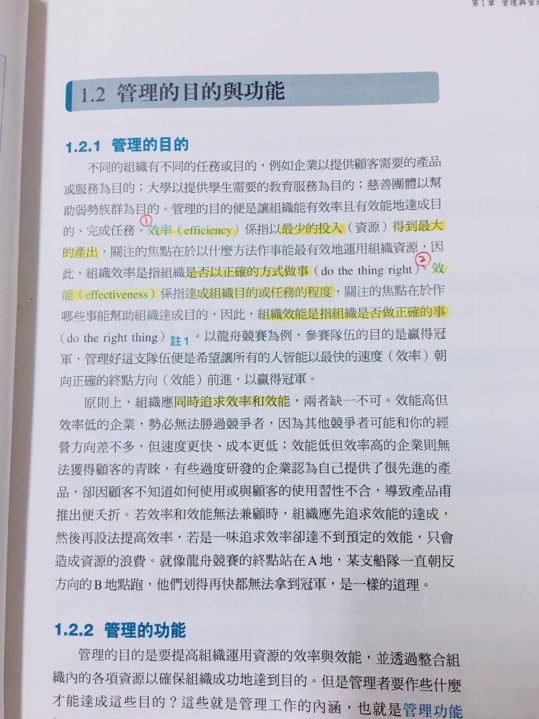 第1章 管理與管理
1.2 管理的目的與功能
1.2.1 管理的目的
不同的組織有不同的任務或目的，例如企業以提供顧客需要的產品
或服務為目的；大學以提供學生需要的教育服務為目的；慈善團體以幫
助弱勢族群為目的。管理的目的便是讓組織能有效率且有效能地達成目
的、完成任務。①效率（efficiency）係指以最少的投入（資源）得到最大
的產出，關注的焦點在於以什麼方法作事能最有效地運用組織資源，因
此，組織效率是指組織是否以正確的方式做事（do the thing right）。②效
能（effectiveness）係指達成組織目的或任務的程度，關注的焦點在於作
哪些事能幫助組織達成目的，因此，組織效能是指組織是否做正確的事
（do the right thing）註1。以龍舟競賽為例，參賽隊伍的目的是贏得冠
軍，管理好這支隊伍便是希望讓所有的人皆能以最快的速度（效率）朝
向正確的終點方向（效能）前進，以贏得冠軍。
原則上，組織應同時追求效率和效能，兩者缺一不可。效能高但
效率低的企業，勢必無法勝過競爭者，因為其他競爭者可能和你的經
營方向差不多，但速度更快、成本更低；效能低但效率高的企業則無
法獲得顧客的青睞，有些過度研發的企業認為自己提供了很先進的產
品，卻因顧客不知道如何使用或與顧客的使用習性不合，導致產品甫
推出便夭折。若效率和效能無法兼顧時，組織應先追求效能的達成，
然後再設法提高效率，若是一味追求效率卻達不到預定的效能，只會
造成資源的浪費。就像龍舟競賽的終點站在A地，某支船隊一直朝反
方向的B地點跑，他們划得再快都無法拿到冠軍，是一樣的道理。
1.2.2 管理的功能
管理的目的是要提高組織運用資源的效率與效能，並透過整合組
織內的各項資源以確保組織成功地達到目的。但是管理者要作些什麼
才能達成這些目的？這些就是管理工作的內涵，也就是管理功能